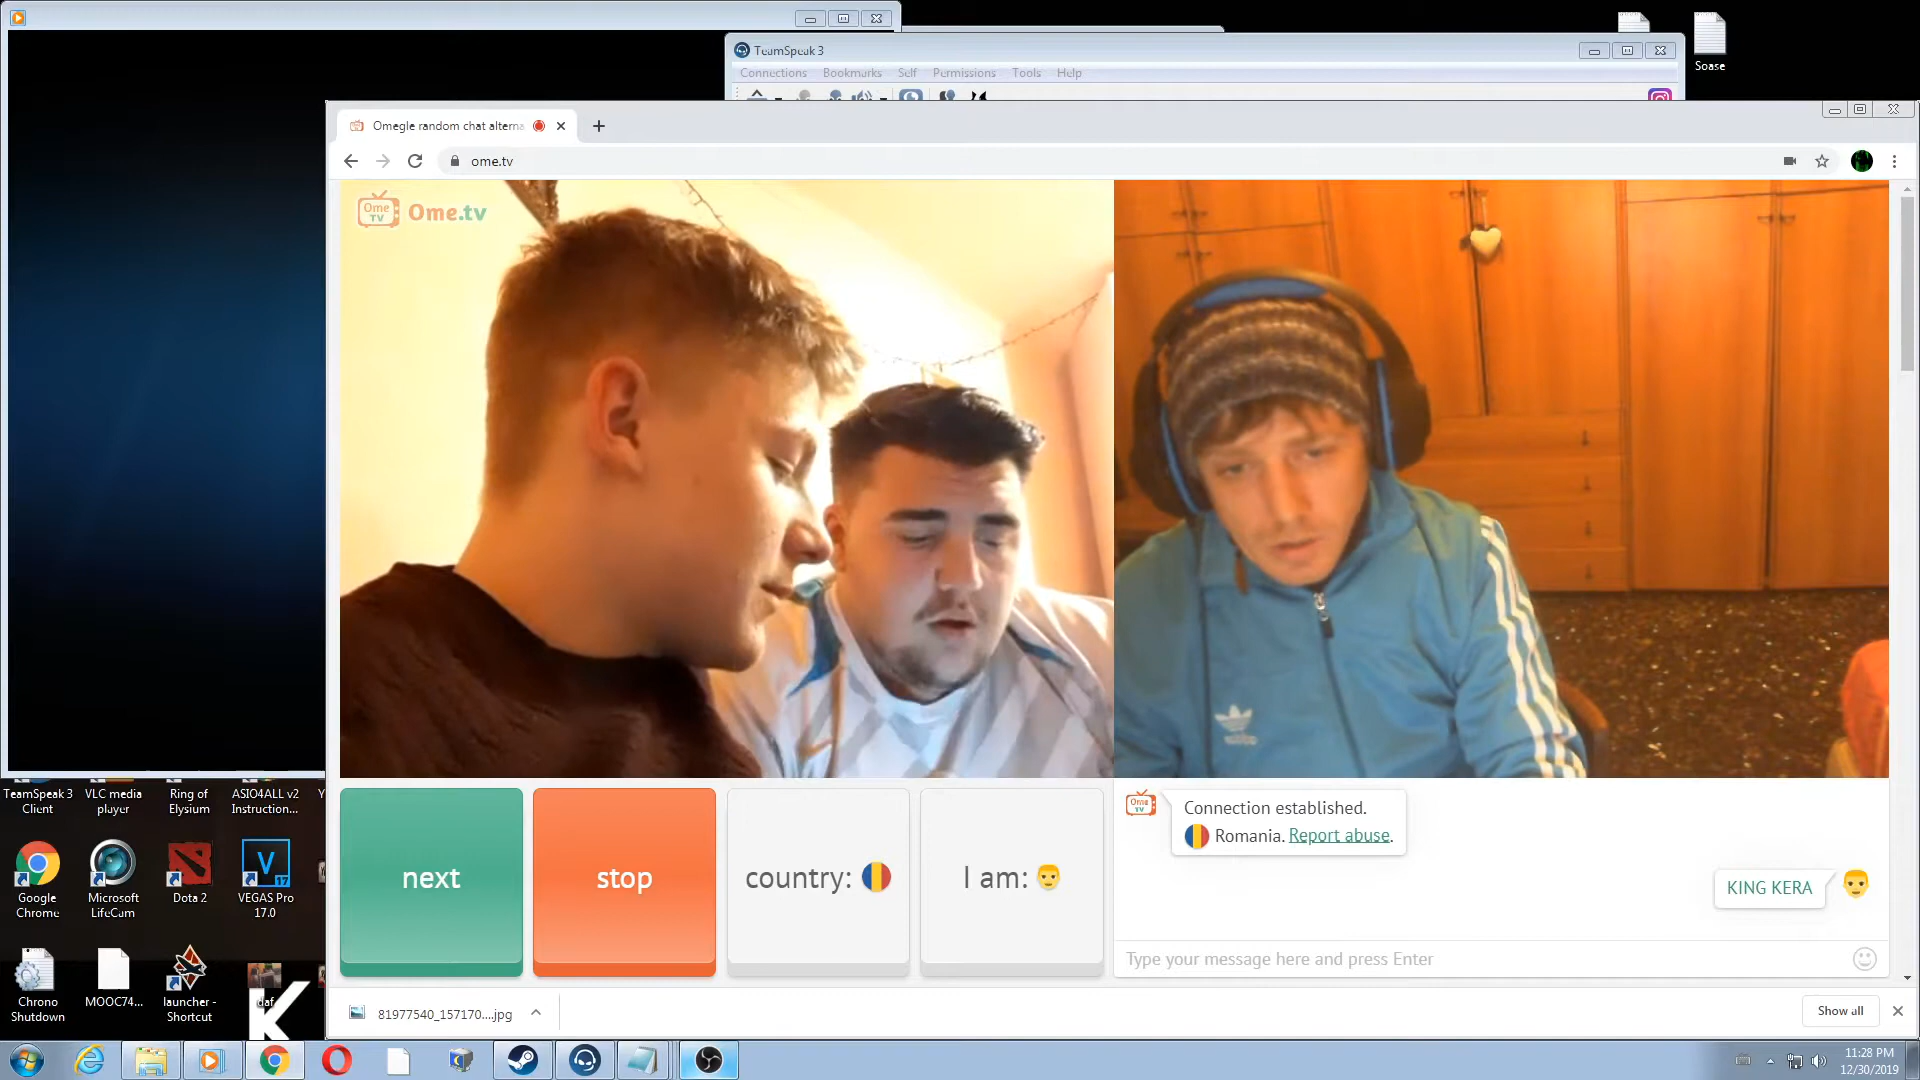 TeamSpeak 3
Connections Bookmarks Self Permissions Tools Help
Soase
Omegle random chat alterna
ome.tv
Ome TV Ome.tv
TeamSpeak 3 Client
VLC media player
Ring of Elysium
ASIO4ALL v2 Instruction...
Google Chrome
Microsoft LifeCam
Dota 2
VEGAS Pro 17.0
Chrono Shutdown
MOOC74...
launcher - Shortcut
next
stop
country:
I am:
Connection established.
Romania. Report abuse.
KING KERA
Type your message here and press Enter
81977540_157170....jpg
Show all
11:28 PM
12/30/2019